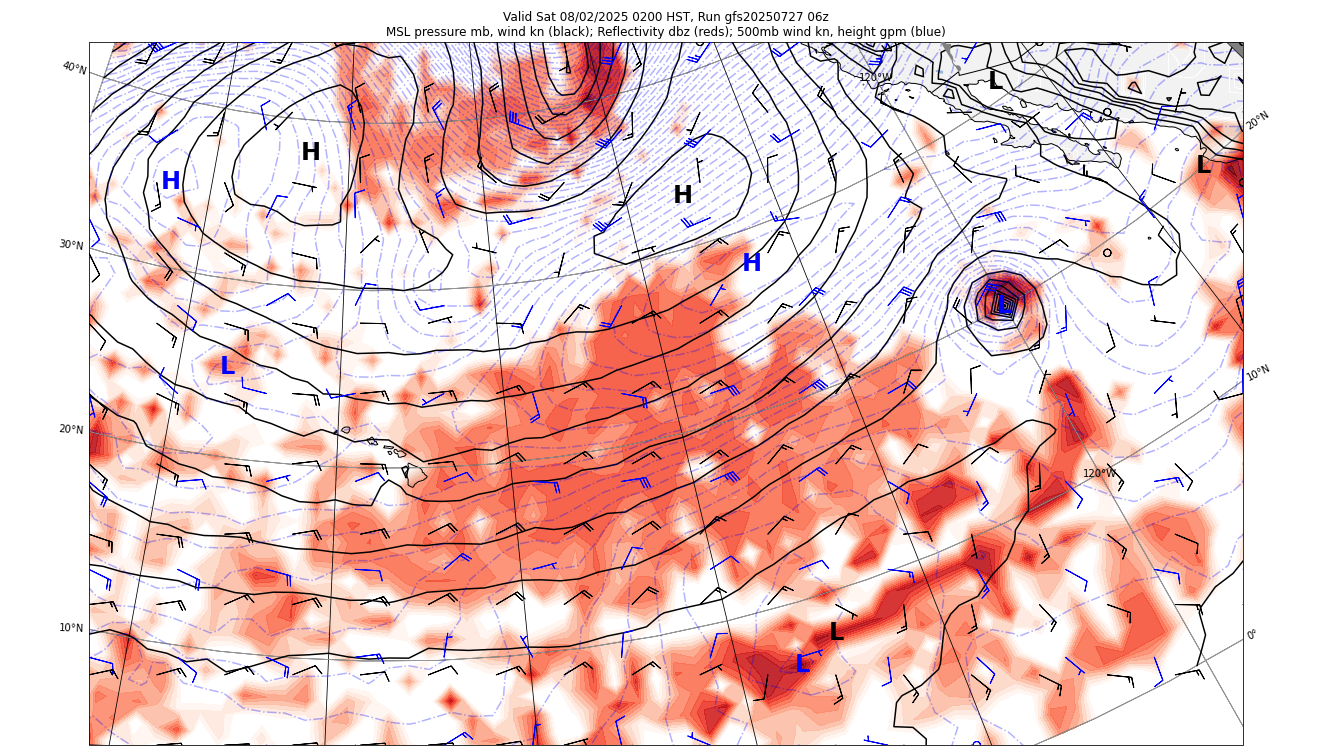 Valid Sat 08/02/2025 0200 HST, Run gfs20250727 06z
MSL pressure mb, wind kn (black); Reflectivity dbz (reds); 500mb wind kn, height gpm (blue)
40°N
120°W
L
20°N
H
L
H
H
30°N
H
L
L
10°N
20°N
120°W
10°N
L
0°
L